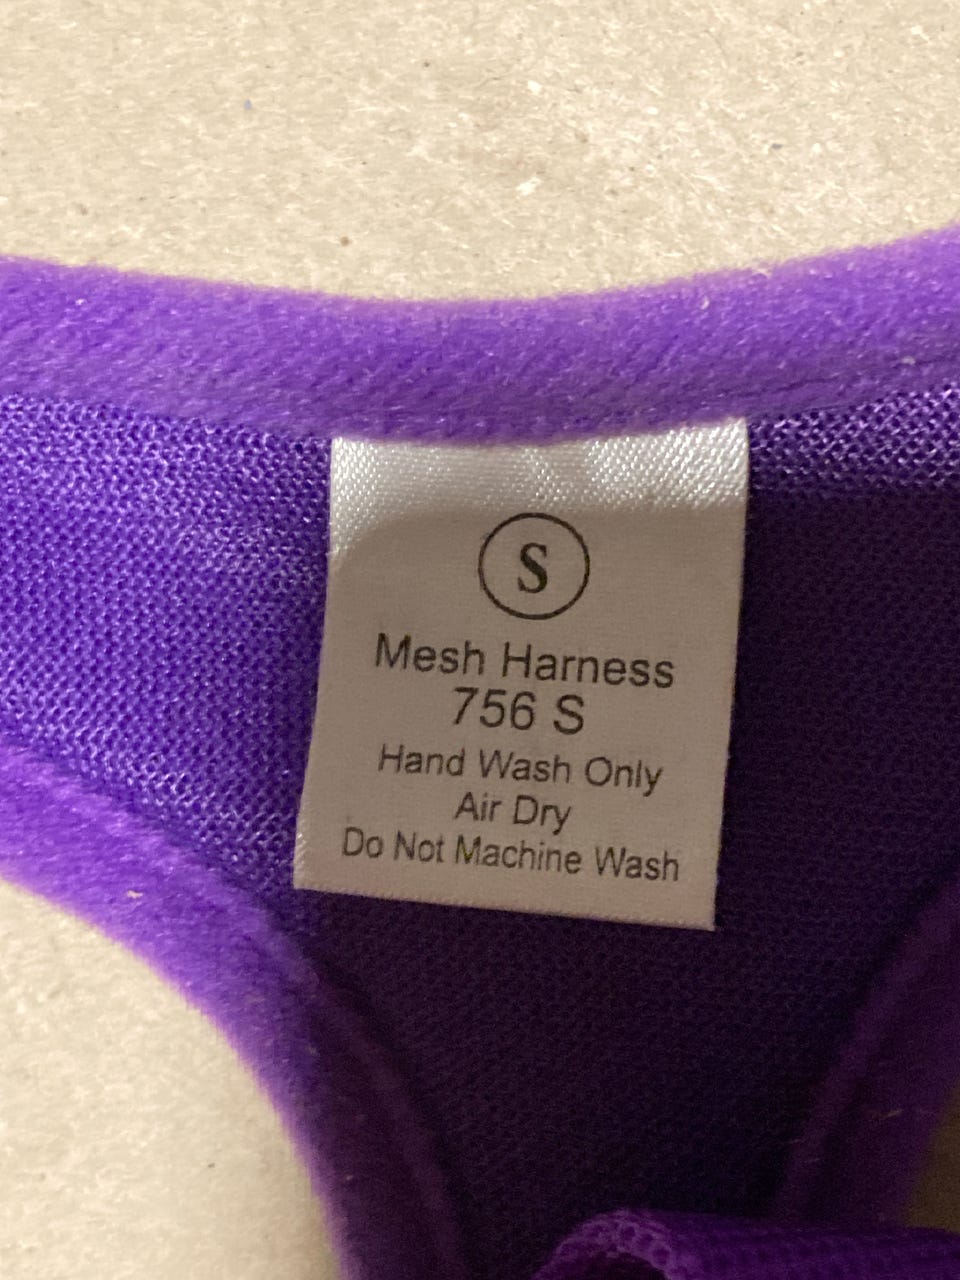 S
Mesh Harness
756 S
Hand Wash Only
Air Dry
Do Not Machine Wash